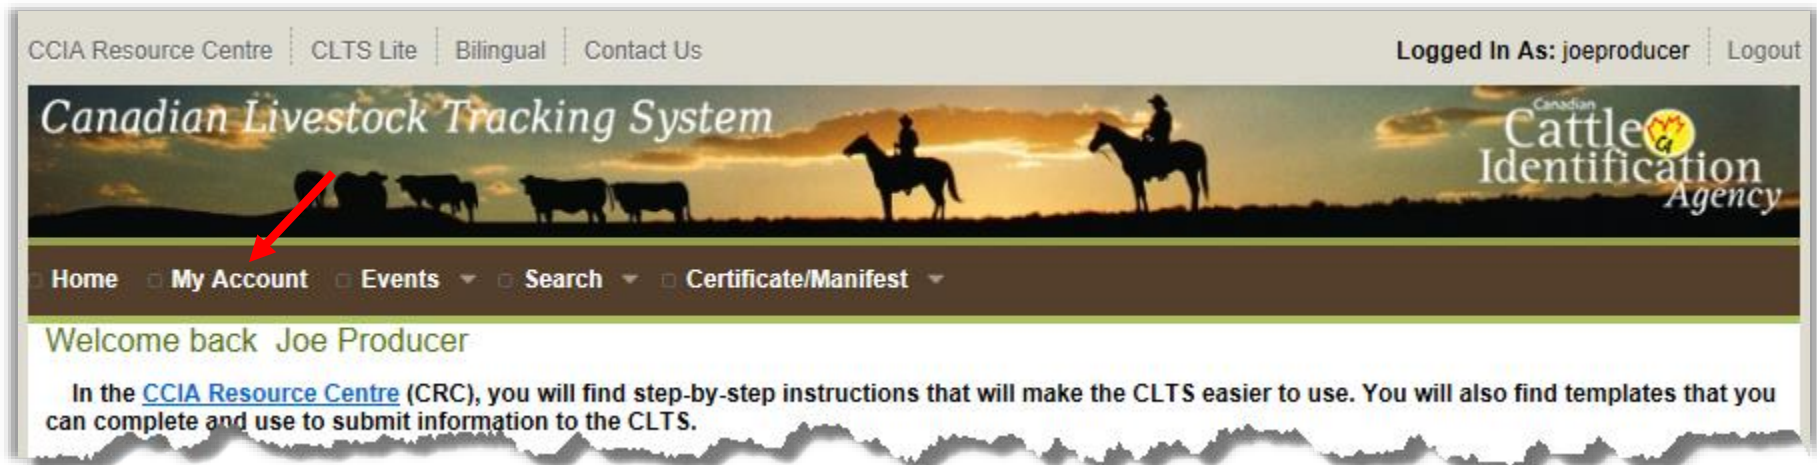 CCIA Resource Centre CLTS Lite Bilingual Contact Us Logged In As: joeproducer Logout
Canadian Livestock Tracking System
Canadian
Cattle
CA
Identification
Agency
Home My Account Events Search Certificate/Manifest
Welcome back Joe Producer
In the CCIA Resource Centre (CRC), you will find step-by-step instructions that will make the CLTS easier to use. You will also find templates that you
can complete and use to submit information to the CLTS.